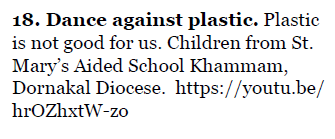 18. Dance against plastic. Plastic
is not good for us. Children from St.
Mary's Aided School Khammam,
Dornakal Diocese.  https://youtu.be/
hrOZhxtW-zo